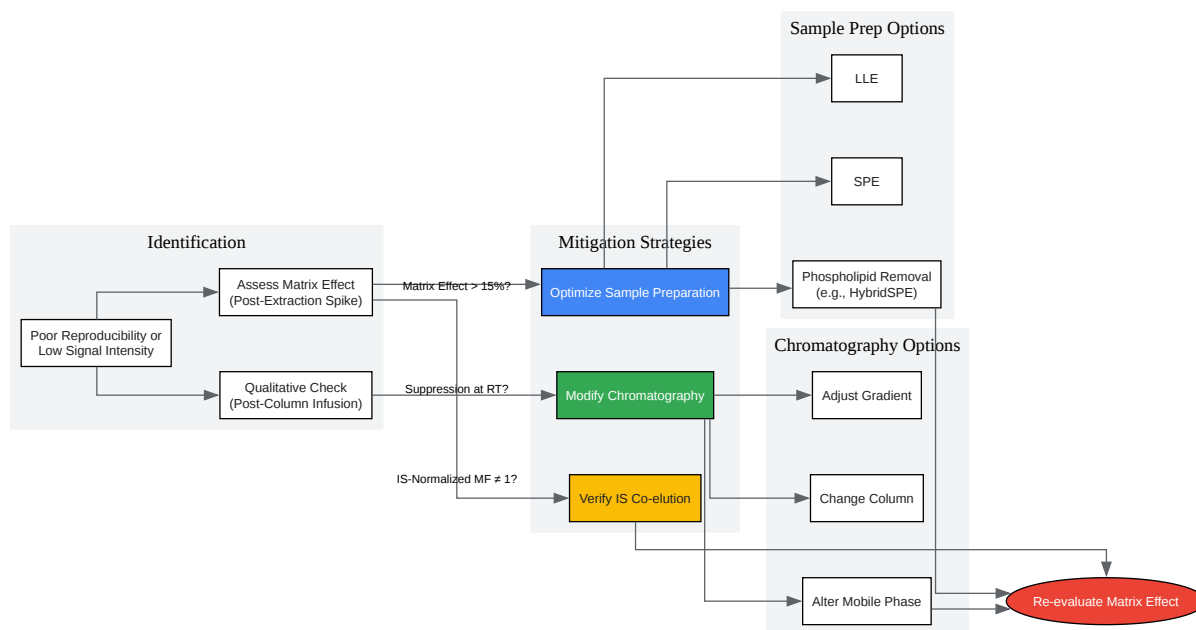 Sample Prep Options
LLE
SPE
Identification
Mitigation Strategies
Assess Matrix Effect
(Post-Extraction Spike)
Matrix Effect > 15%?
Optimize Sample Preparation
Phospholipid Removal
(e.g., HybridSPE)
Poor Reproducibility or
Low Signal Intensity
Chromatography Options
Qualitative Check
(Post-Column Infusion)
Suppression at RT?
Modify Chromatography
Adjust Gradient
IS-Normalized MF ≠ 1?
Verify IS Co-elution
Change Column
Alter Mobile Phase
Re-evaluate Matrix Effect